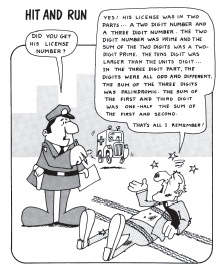 HIT AND RUN
DID YOU GET
HIS LICENSE
NUMBER?
YES! HIS LICENSE WAS IN TWO
PARTS... A TWO DIGIT NUMBER AND
A THREE DIGIT NUMBER. THE TWO
DIGIT NUMBER WAS PRIME AND THE
SUM OF THE TWO DIGITS WAS A TWO-
DIGIT PRIME. THE TENS DIGIT WAS
LARGER THAN THE UNITS DIGIT...
IN THE THREE DIGIT PART, THE
DIGITS WERE ALL ODD AND DIFFERENT.
THE SUM OF THE THREE DIGITS
WAS PALINDROMIC. THE SUM OF
THE FIRST AND THIRD DIGIT
WAS ONE-HALF THE SUM OF
THE FIRST AND SECOND.
THAT'S ALL I REMEMBER!